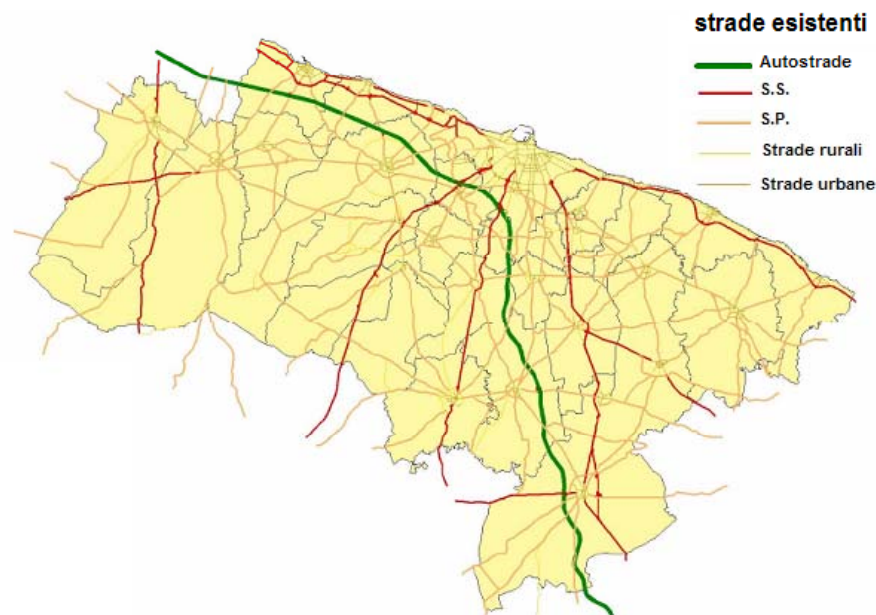 strade esistenti
Autostrade
S.S.
S.P.
Strade rurali
Strade urbane